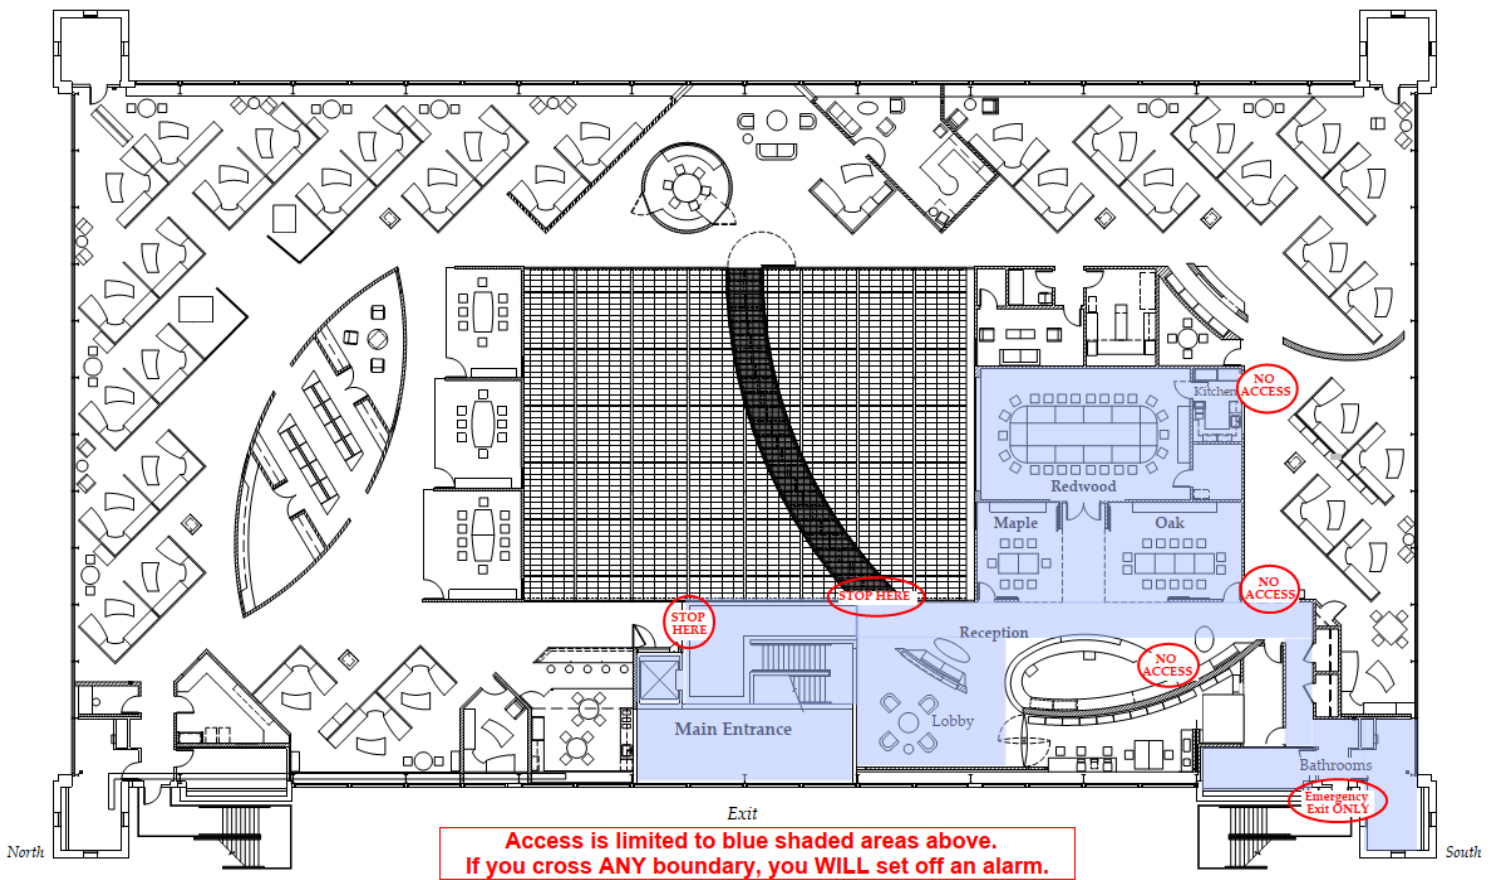 NO
ACCESS
Kitchen
Redwood
Maple
Oak
NO
ACCESS
STOP HERE
STOP
HERE
Reception
NO
ACCESS
Lobby
Main Entrance
Bathrooms
Emergency
Exit ONLY
Exit
North
South
Access is limited to blue shaded areas above.
If you cross ANY boundary, you WILL set off an alarm.